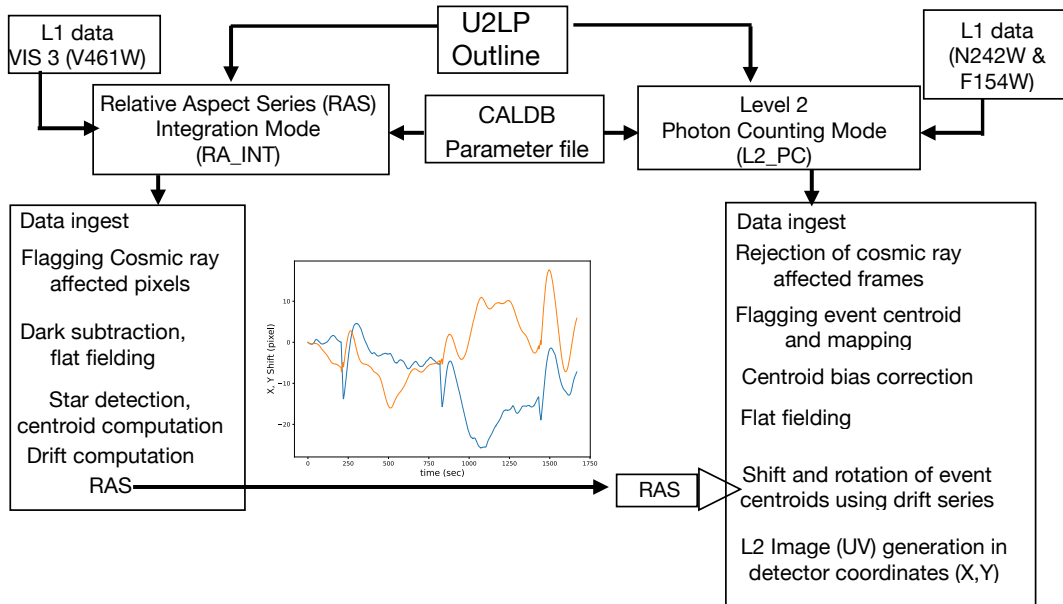 U2LP
Outline
L1 data
VIS 3 (V461W)
L1 data
(N242W &
F154W)
Relative Aspect Series (RAS)
Integration Mode
(RA_INT)
CALDB
Parameter file
Level 2
Photon Counting Mode
(L2_PC)
Data ingest
Flagging Cosmic ray
affected pixels
Dark subtraction,
flat fielding
Star detection,
centroid computation
Drift computation
RAS
X, Y Shift (pixel)
10
0
−10
−20
0
250
500
750
1000
1250
1500
1750
time (sec)
RAS
Data ingest
Rejection of cosmic ray
affected frames
Flagging event centroid
and mapping
Centroid bias correction
Flat fielding
Shift and rotation of event
centroids using drift series
L2 Image (UV) generation in
detector coordinates (X,Y)